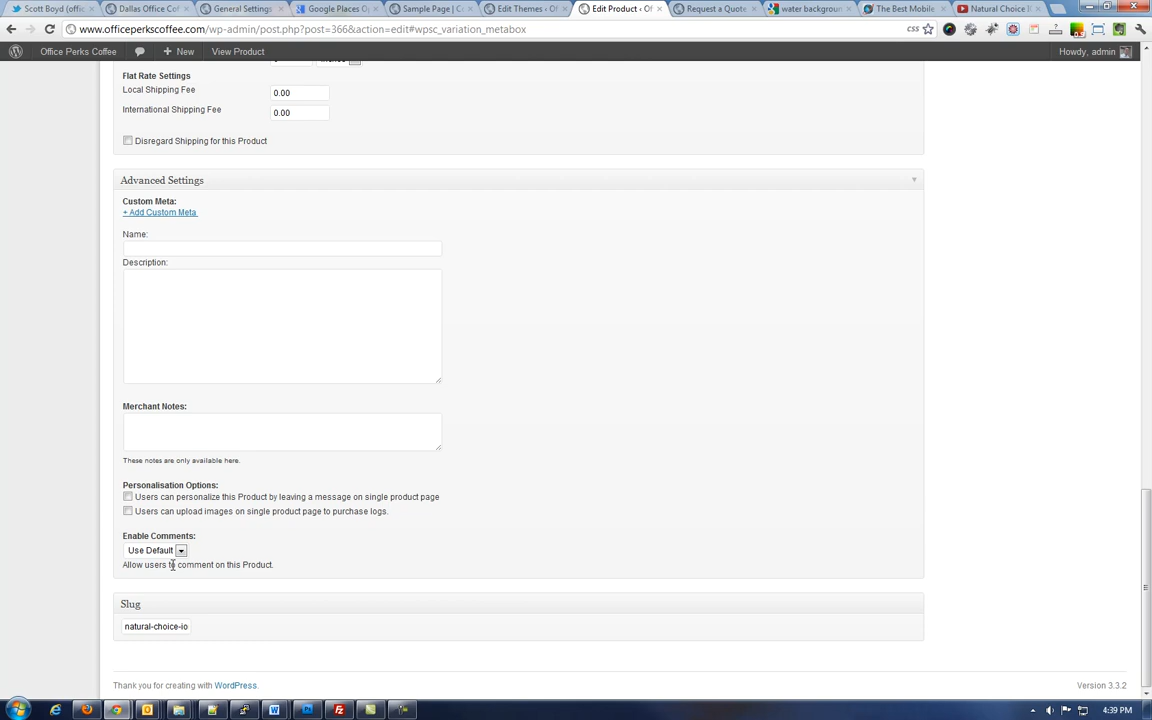 Scott Boyd (offic
Dallas Office Cof
General Settings
Google Places O
Sample Page | C
Edit Themes ‹ O
Edit Product ‹ Of
Request a Quote
water backgroun
The Best Mobile
Natural Choice I
www.officeperkscoffee.com/wp-admin/post.php?post=366&action=edit#wpsc_variation_metabox
css
Office Perks Coffee
+ New
View Product
Howdy, admin
Flat Rate Settings
Local Shipping Fee
0.00
International Shipping Fee
0.00
Disregard Shipping for this Product
Advanced Settings
Custom Meta:
+ Add Custom Meta
Name:
Description:
Merchant Notes:
These notes are only available here.
Personalisation Options:
Users can personalize this Product by leaving a message on single product page
Users can upload images on single product page to purchase logs.
Enable Comments:
Use Default
Allow users to comment on this Product.
Slug
natural-choice-io
Thank you for creating with WordPress.
Version 3.3.2
4:39 PM